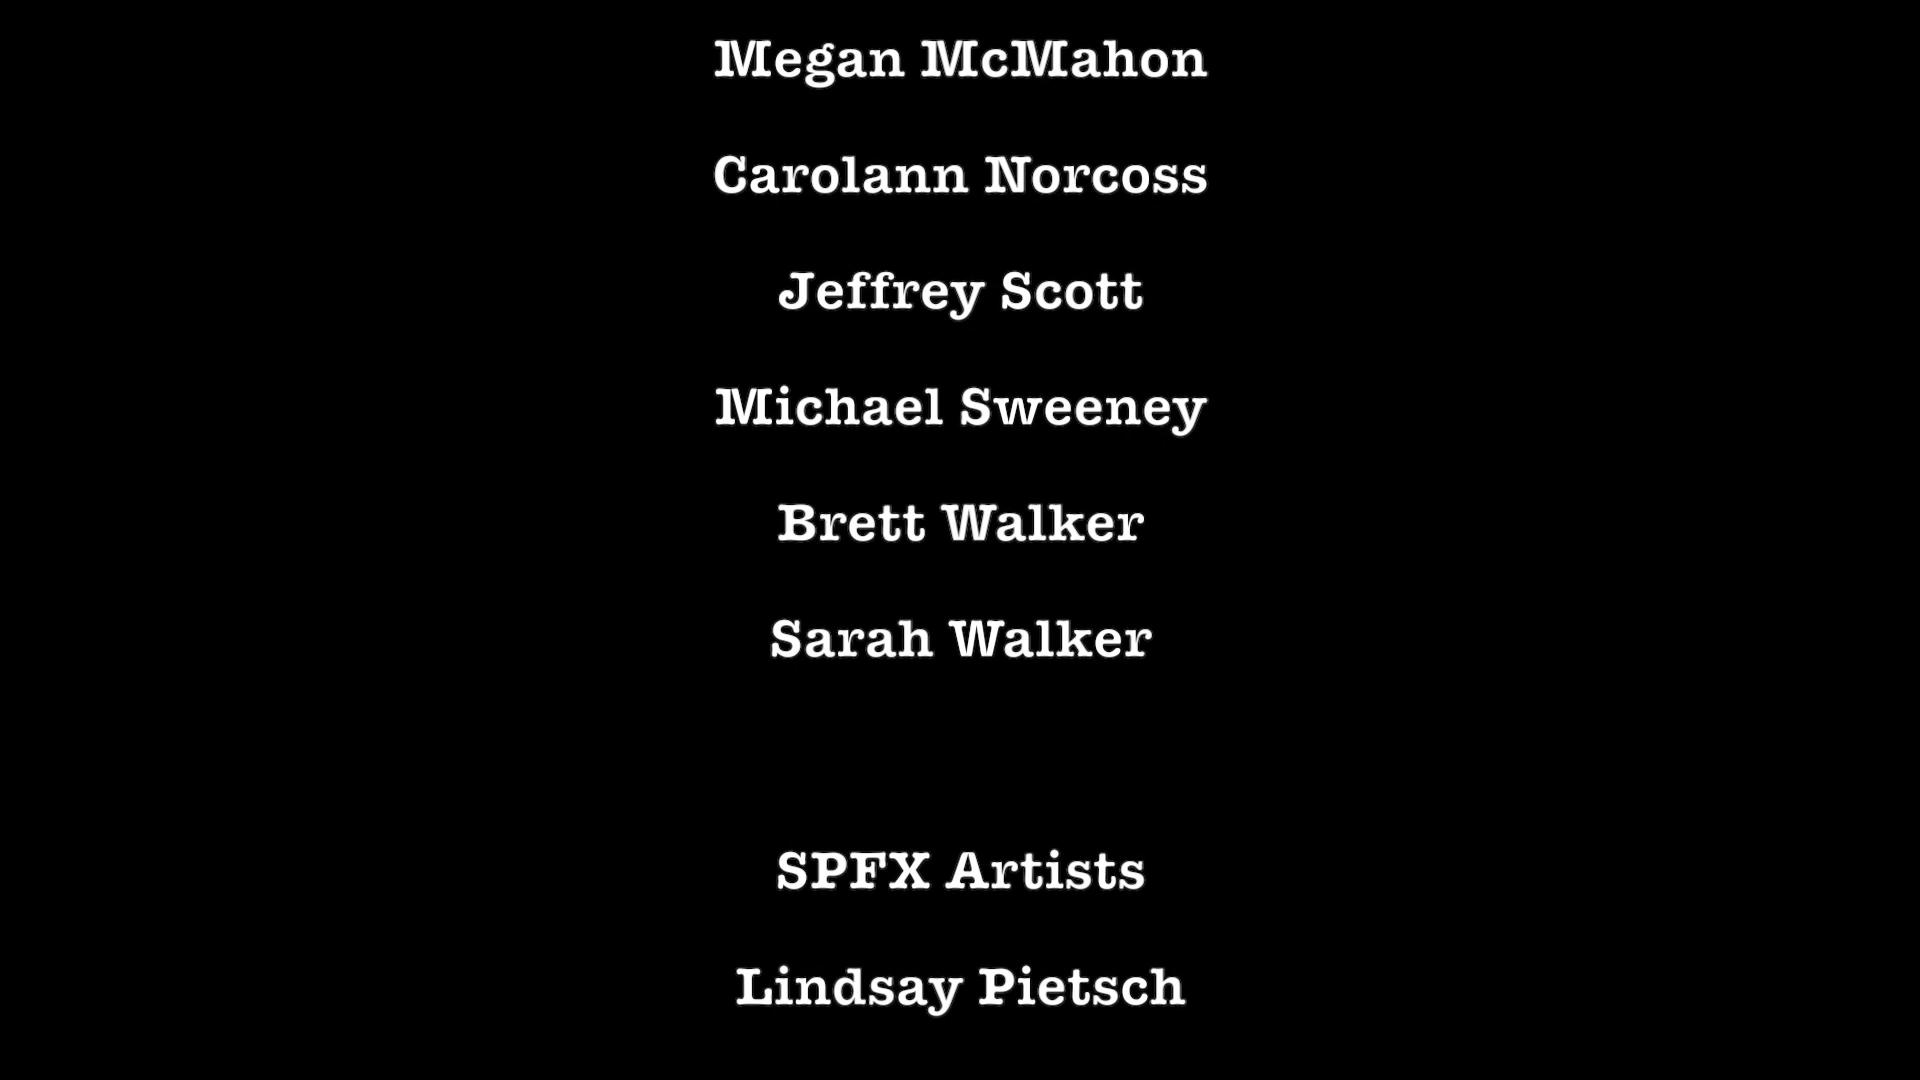 Megan McMahon
Carolann Norcoss
Jeffrey Scott
Michael Sweeney
Brett Walker
Sarah Walker
SPFX Artists
Lindsay Pietsch